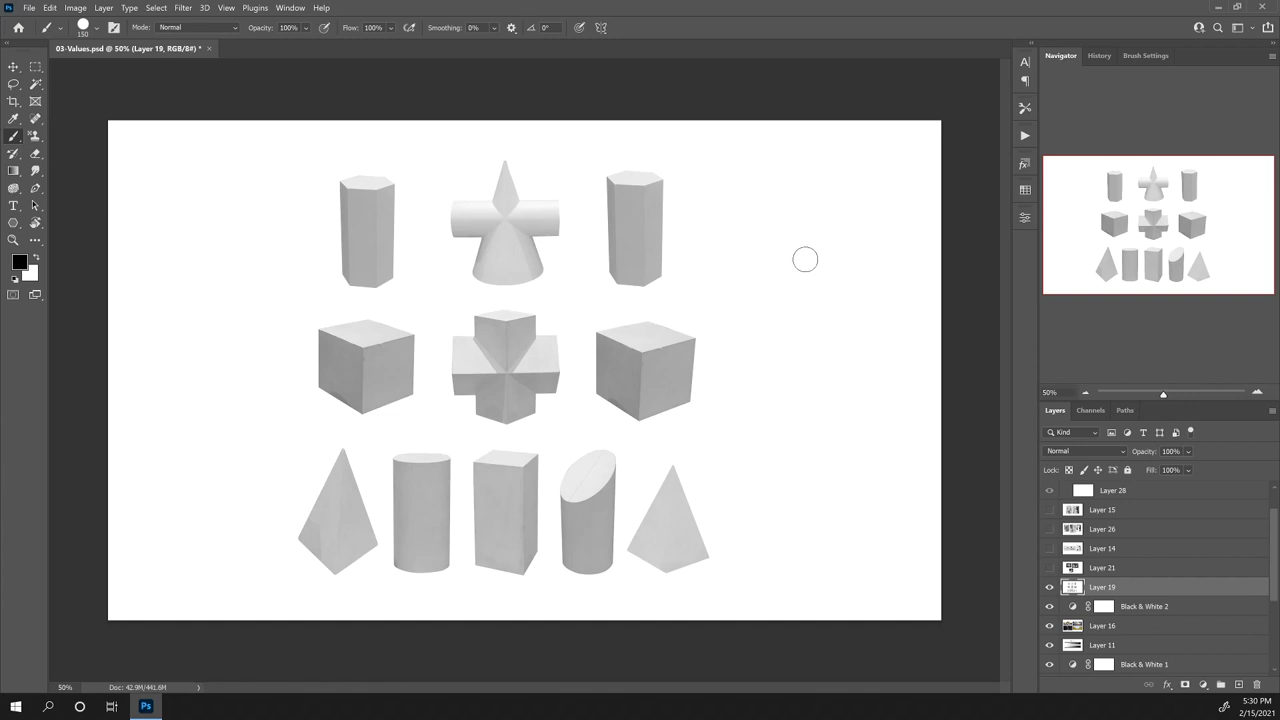 Ps File Edit Image Layer Type Select Filter 3D View Plugins Window Help
150 Mode: Normal Opacity: 100% Flow: 100% Smoothing: 0% 0°
03-Values.psd @ 50% (Layer 19, RGB/8#) * ×
Navigator History Brush Settings
50%
Layers Channels Paths
Kind
Normal Opacity: 100%
Lock: Fill: 100%
Layer 28
Layer 15
Layer 26
Layer 14
Layer 21
Layer 19
Black & White 2
Layer 16
Layer 11
Black & White 1
50% Doc: 42.9M/441.6M
Ps
5:30 PM
2/15/2021